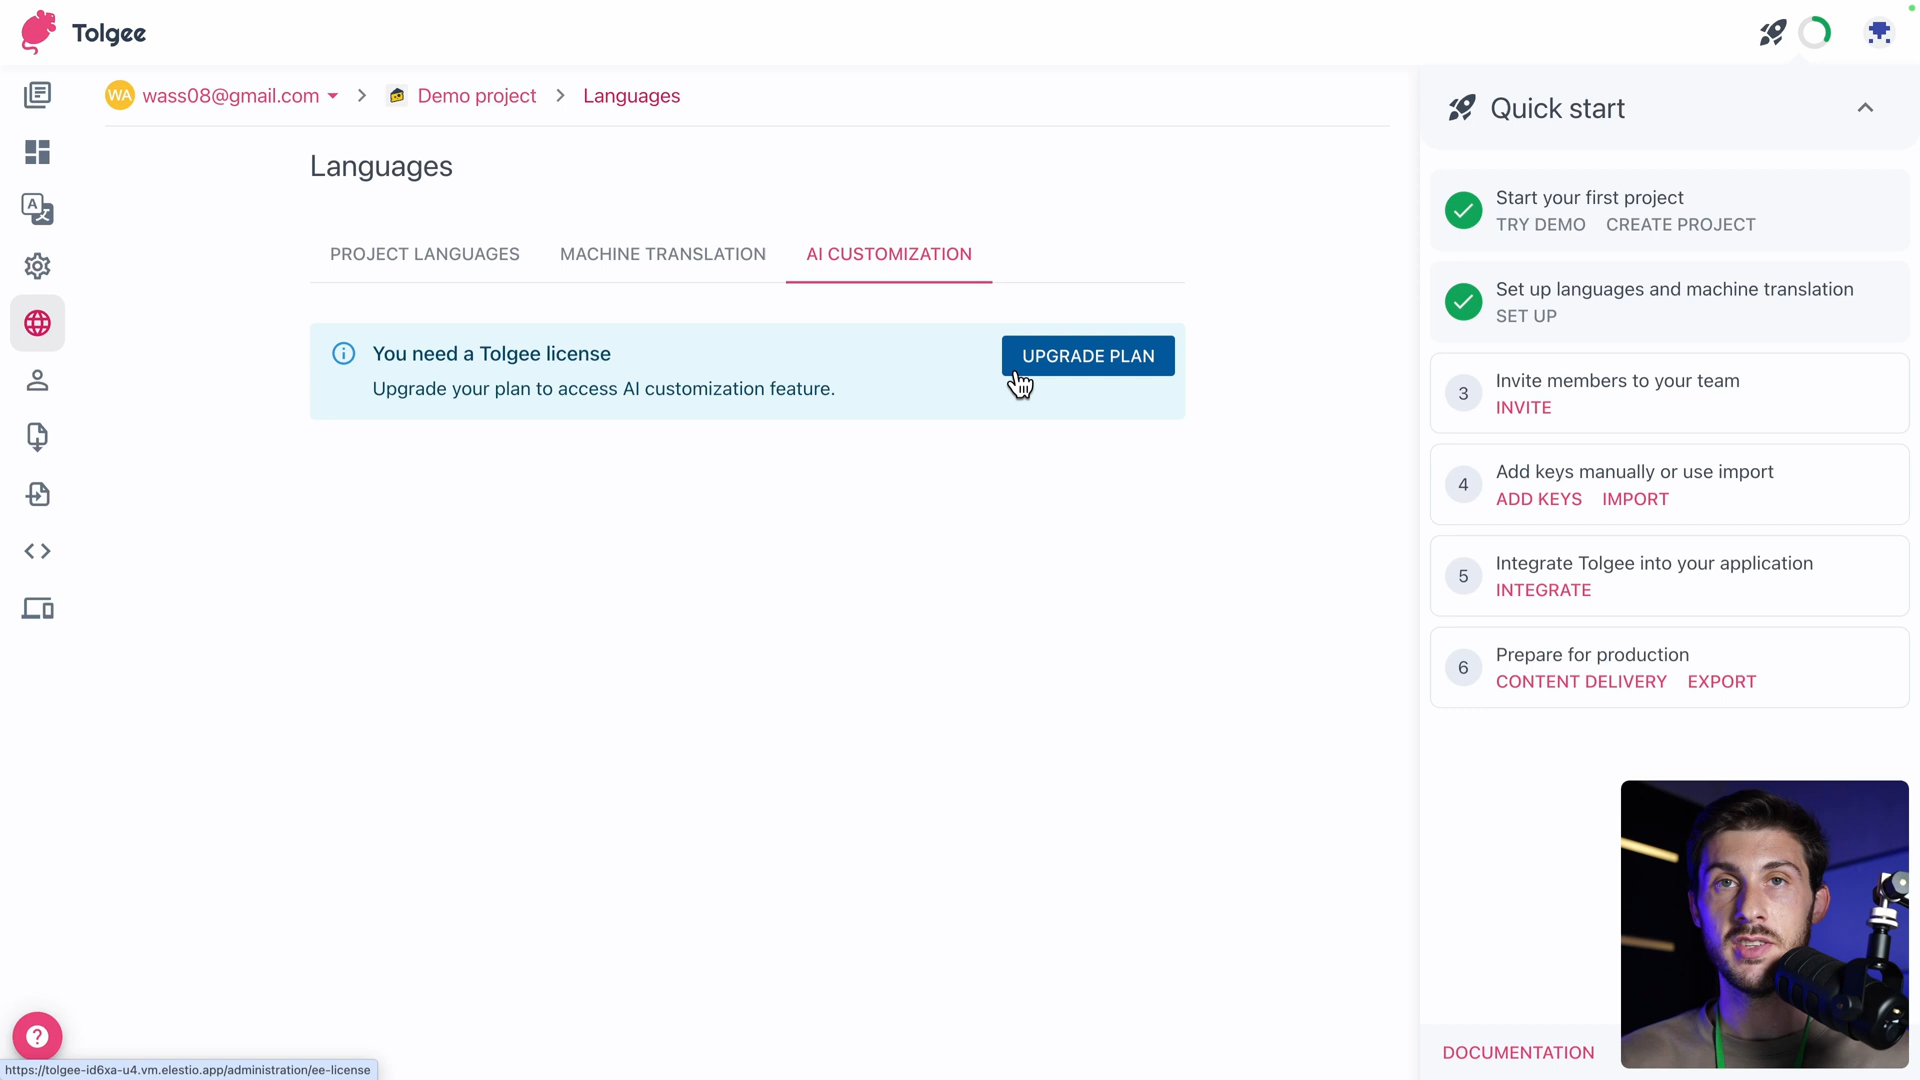 Tolgee
WA wass08@gmail.com > Demo project > Languages
Languages
PROJECT LANGUAGES MACHINE TRANSLATION AI CUSTOMIZATION
You need a Tolgee license
Upgrade your plan to access AI customization feature.
UPGRADE PLAN
Quick start
Start your first project
TRY DEMO CREATE PROJECT
Set up languages and machine translation
SET UP
3 Invite members to your team
INVITE
4 Add keys manually or use import
ADD KEYS IMPORT
5 Integrate Tolgee into your application
INTEGRATE
6 Prepare for production
CONTENT DELIVERY EXPORT
DOCUMENTATION
https://tolgee-id6xa-u4.vm.elestio.app/administration/ee-license